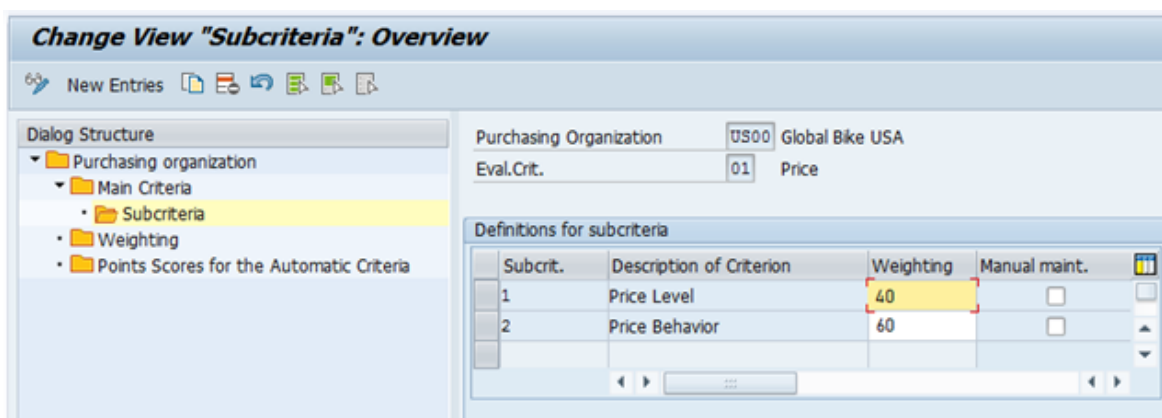 Change View "Subcriteria": Overview
New Entries
Dialog Structure
Purchasing organization
Main Criteria
Subcriteria
Weighting
Points Scores for the Automatic Criteria
Purchasing Organization US00 Global Bike USA
Eval.Crit. 01 Price
Definitions for subcriteria
Subcrit. Description of Criterion Weighting Manual maint.
1 Price Level 40
2 Price Behavior 60